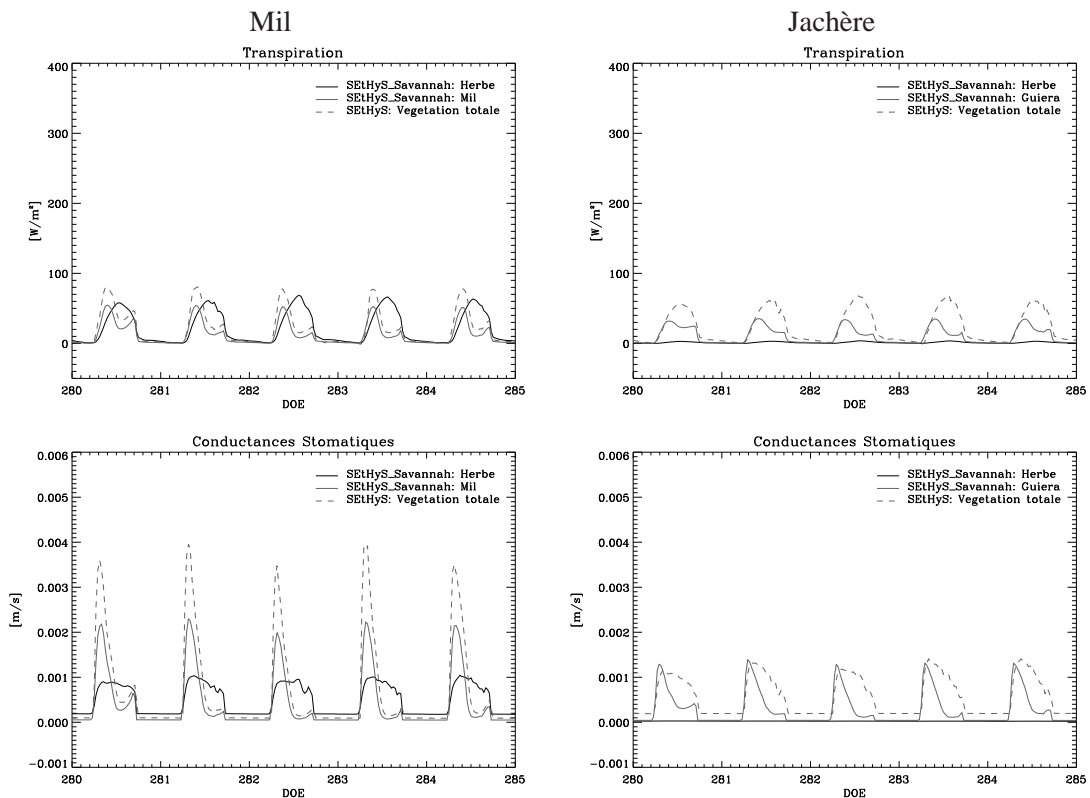 Mil
Jachère
Transpiration
400
300
200
100
0
[W/m²]
SEtHyS_Savannah: Herbe
SEtHyS_Savannah: Mil
SEtHyS: Vegetation totale
280 281 282 283 284 285
DOE
Transpiration
400
300
200
100
0
[W/m²]
SEtHyS_Savannah: Herbe
SEtHyS_Savannah: Guiera
SEtHyS: Vegetation totale
280 281 282 283 284 285
DOE
Conductances Stomatiques
0.006
0.005
0.004
0.003
0.002
0.001
0.000
-0.001
[m/s]
SEtHyS_Savannah: Herbe
SEtHyS_Savannah: Mil
SEtHyS: Vegetation totale
280 281 282 283 284 285
DOE
Conductances Stomatiques
0.006
0.005
0.004
0.003
0.002
0.001
0.000
-0.001
[m/s]
SEtHyS_Savannah: Herbe
SEtHyS_Savannah: Guiera
SEtHyS: Vegetation totale
280 281 282 283 284 285
DOE